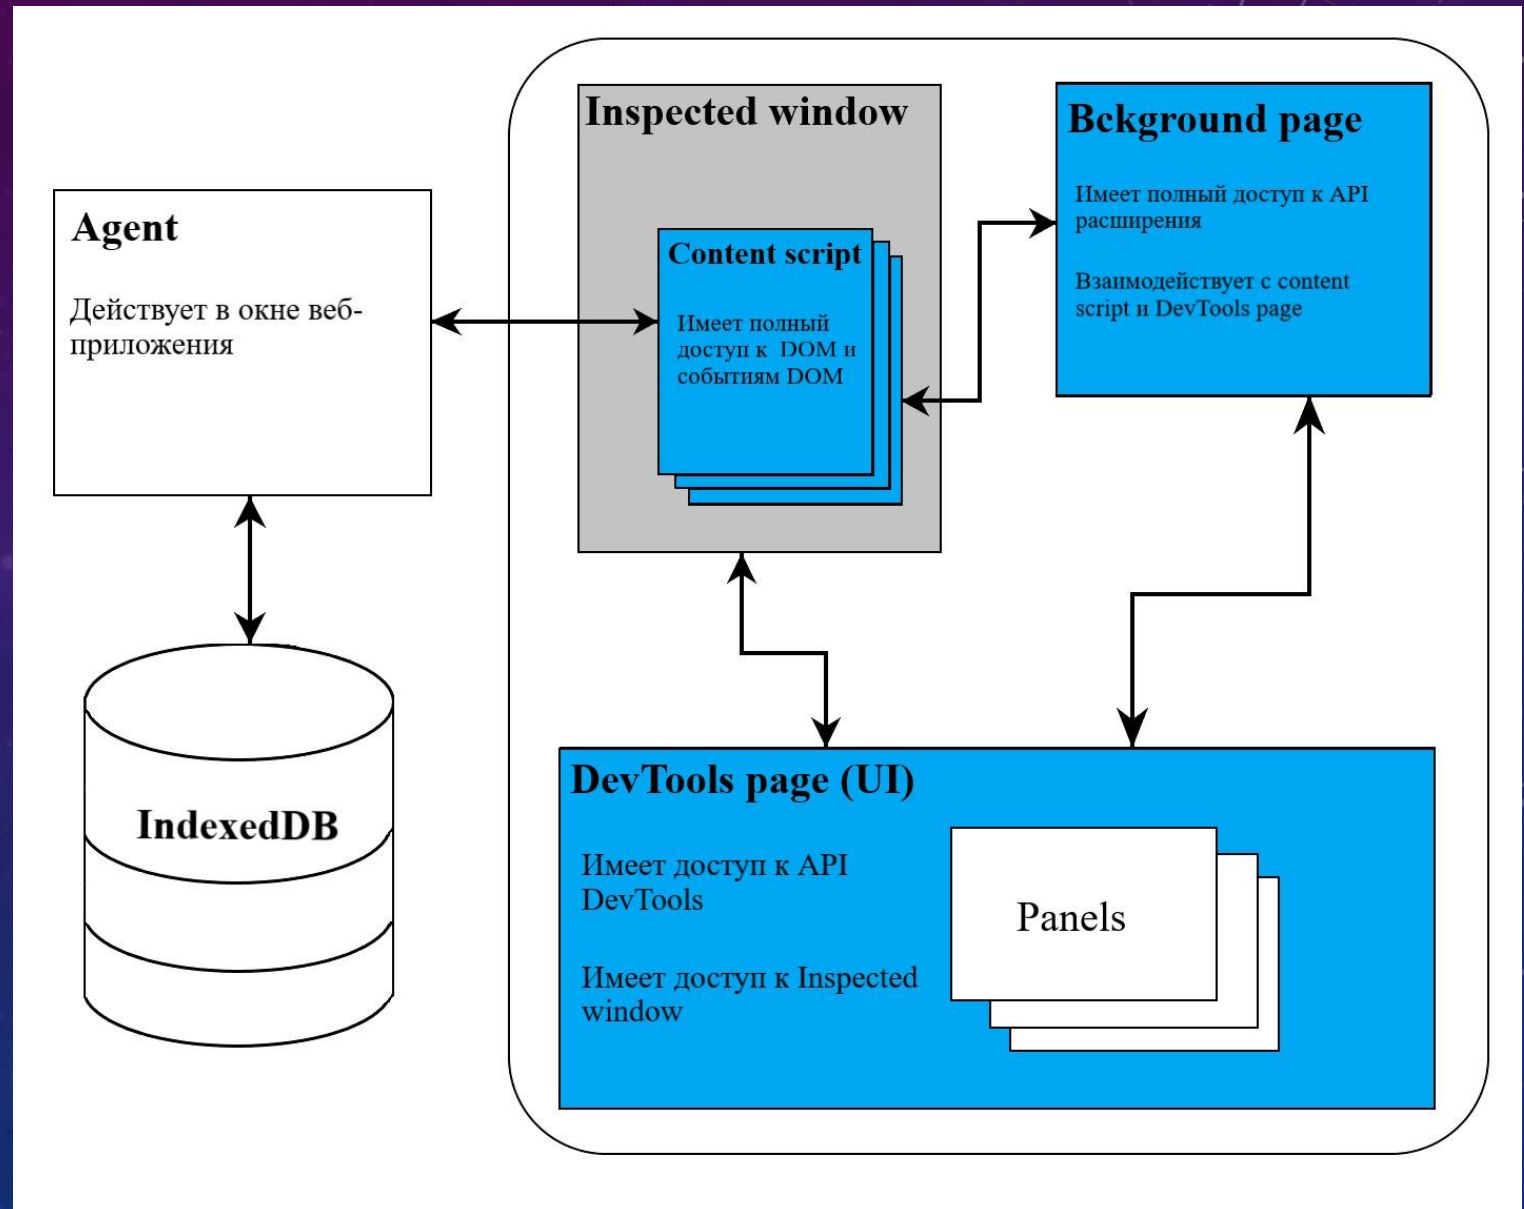 Inspected window
Bckground page
Имеет полный доступ к API
расширения
Взаимодействует с content
script и DevTools page
Agent
Действует в окне веб-
приложения
Content script
Имеет полный
доступ к DOM и
событиям DOM
IndexedDB
DevTools page (UI)
Имеет доступ к API
DevTools
Имеет доступ к Inspected
window
Panels